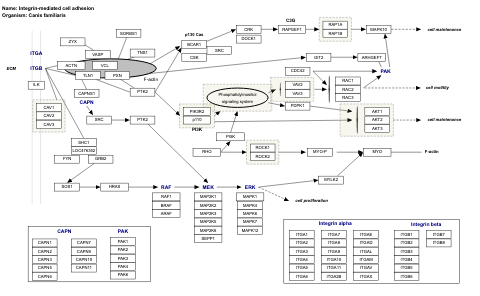 Name: Integrin-mediated cell adhesion
Organism: Canis familiaris
SORBS1
ZYX
VASP
TNS1
ITGA
ITGB
ECM
ACTN
VCL
TLN1
PXN
F-actin
ILK
CAPNS1
PTK2
CAPN
CAV1
CAV2
CAV3
SRC
PTK2
SHC1
FYN
GRB2
SOS1
HRAS
p130 Cas
BCAR1
CSK
SRC
CRK
DOCK1
C3G
RAPGEF1
RAP1A
RAP1B
MAPK10
cell maintenance
GIT2
ARHGEF7
PAK
CDC42
RAC1
RAC2
RAC3
cell motility
Phosphatidylinositol
signaling system
VAV3
VAV2
PDPK1
AKT1
AKT2
AKT3
cell maintenance
PIK3R2
p110
PI3K
RHO
ROCK1
ROCK2
MYO-P
MYO
F-actin
MYLK2
RAF
MEK
ERK
cell proliferation
RAF1
BRAF
ARAF
MAP2K1
MAP2K2
MAP2K3
MAP2K5
MAP2K6
SEPP1
MAPK1
MAPK4
MAPK6
MAPK7
MAPK12
CAPN
PAK
CAPN1
CAPN2
CAPN3
CAPN5
CAPN6
CAPN7
CAPN9
CAPN10
CAPN11
PAK1
PAK2
PAK3
PAK4
PAK6
Integrin alpha
Integrin beta
ITGA1
ITGA2
ITGA3
ITGA4
ITGA5
ITGA6
ITGA7
ITGA8
ITGA9
ITGA10
ITGA11
ITGA2B
ITGAE
ITGAD
ITGAL
ITGAM
ITGAV
ITGAX
ITGB1
ITGB2
ITGB3
ITGB4
ITGB5
ITGB6
ITGB7
ITGB8